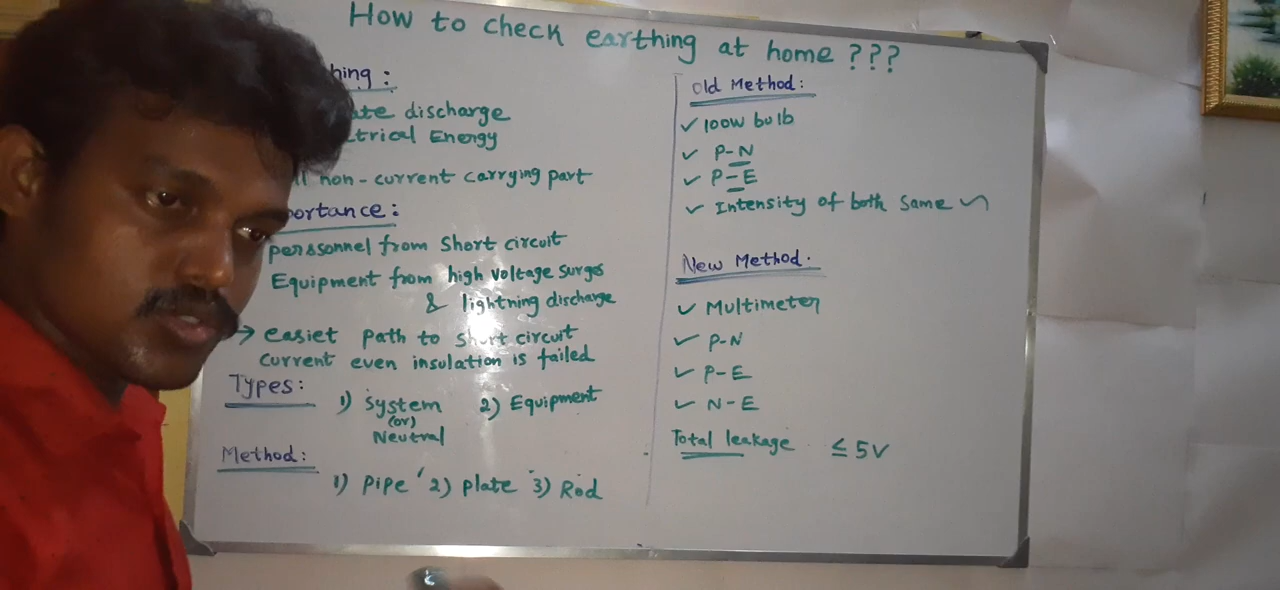 How to check earthing at home ???
hing :
ate discharge
trical Energy
non-current carrying part
portance :
personnel from Short circuit
Equipment from high voltage surges
& lightning discharge
→ easiet path to short circuit
current even insulation is failed
Types:
1) System 2) Equipment
(or)
Neutral
Method:
1) Pipe 2) Plate 3) Rod
Old Method:
✓ 100W bulb
✓ P-N
✓ P-E
✓ Intensity of both same
New Method.
✓ Multimeter
✓ P-N
✓ P-E
✓ N-E
Total leakage ≤ 5V